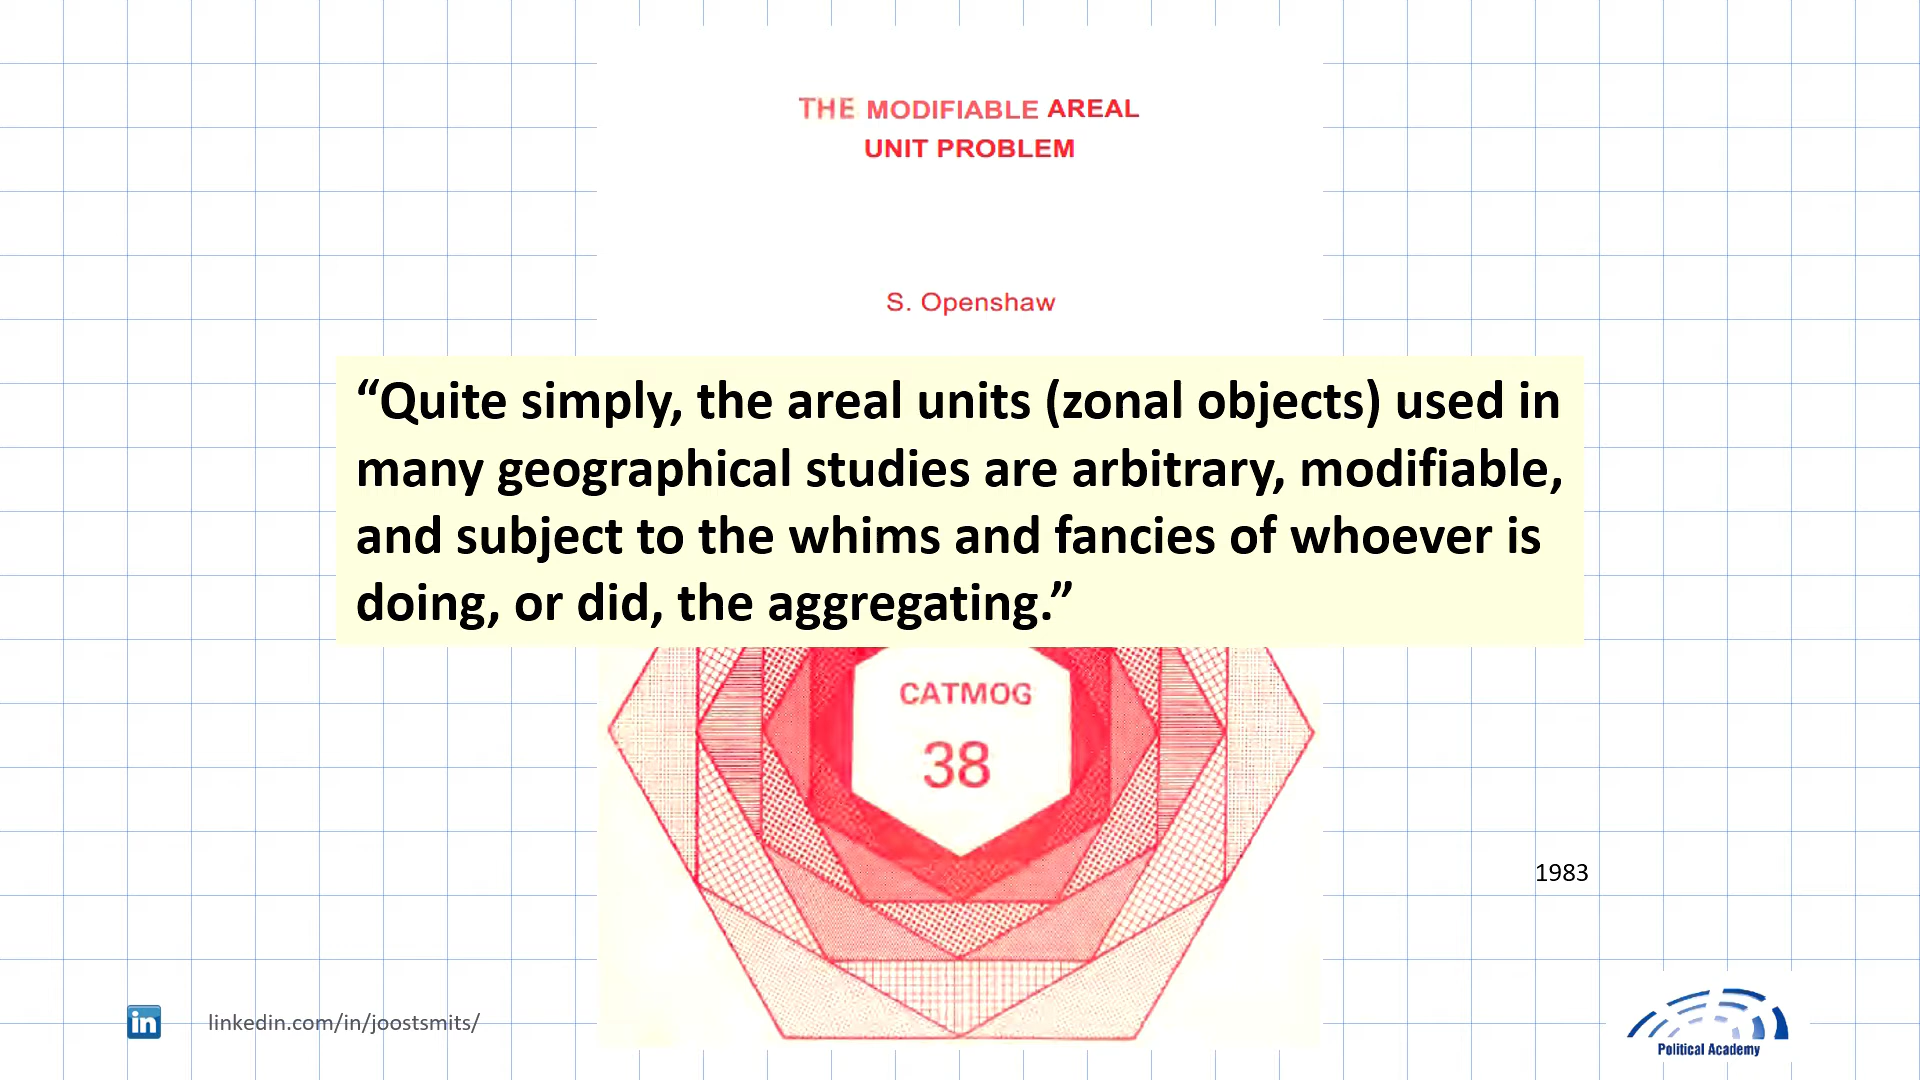 THE MODIFIABLE AREAL
UNIT PROBLEM
S. Openshaw
“Quite simply, the areal units (zonal objects) used in
many geographical studies are arbitrary, modifiable,
and subject to the whims and fancies of whoever is
doing, or did, the aggregating.”
CATMOG
38
1983
in linkedin.com/in/joostsmits/
Political Academy